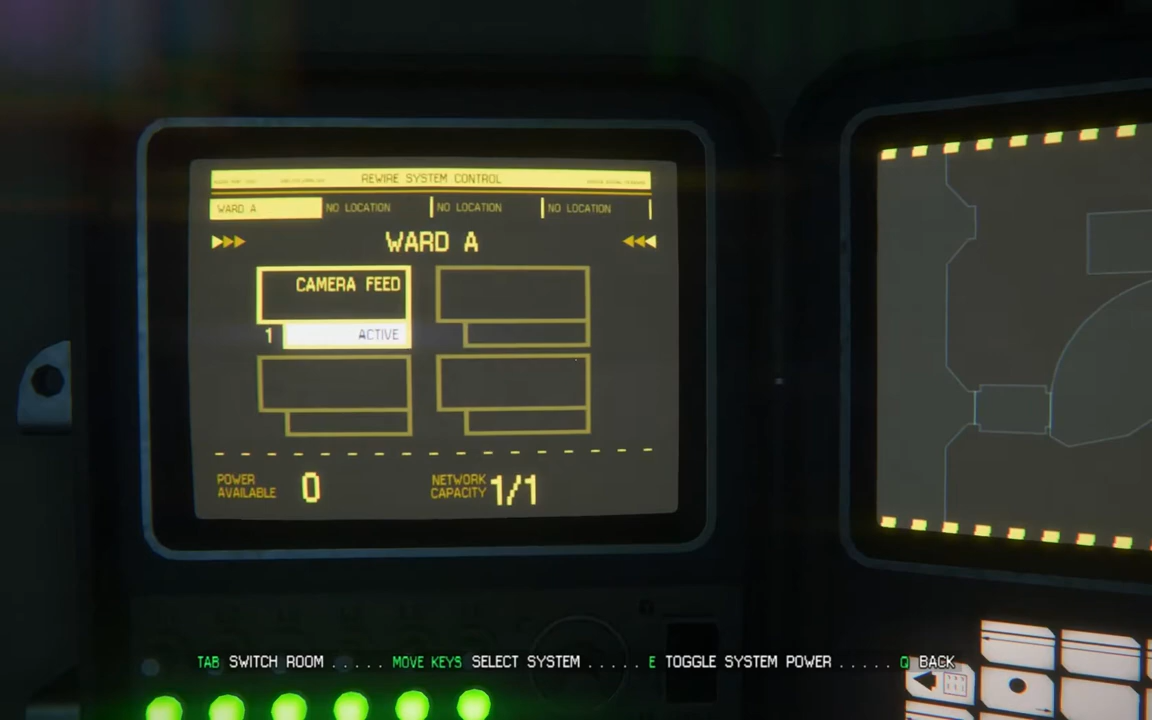 REWIRE SYSTEM CONTROL
WARD A NO LOCATION NO LOCATION NO LOCATION
WARD A
CAMERA FEED
1 ACTIVE
POWER AVAILABLE 0 NETWORK CAPACITY 1/1
TAB SWITCH ROOM ..... MOVE KEYS SELECT SYSTEM ..... E TOGGLE SYSTEM POWER ..... Q BACK